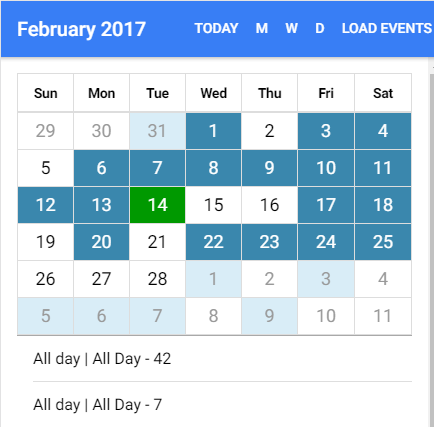 February 2017 TODAY M W D LOAD EVENTS
Sun Mon Tue Wed Thu Fri Sat
29 30 31 1 2 3 4
5 6 7 8 9 10 11
12 13 14 15 16 17 18
19 20 21 22 23 24 25
26 27 28 1 2 3 4
5 6 7 8 9 10 11
All day | All Day - 42
All day | All Day - 7